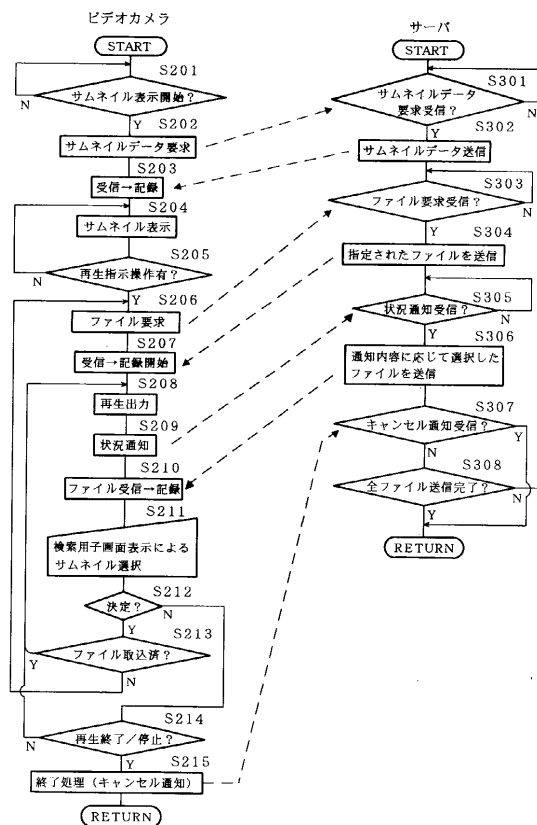 ビデオカメラ
START
S201
サムネイル表示開始？
N
Y
S202
サムネイルデータ要求
S203
受信→記録
S204
サムネイル表示
S205
再生指示操作有？
N
Y
S206
ファイル要求
S207
受信→記録開始
S208
再生出力
S209
状況通知
S210
ファイル受信→記録
S211
検索用子画面表示による
サムネイル選択
S212
決定？
N
Y
S213
ファイル取込済？
Y
N
S214
再生終了／停止？
N
Y
S215
終了処理（キャンセル通知）
RETURN
サーバ
START
S301
サムネイルデータ
要求受信？
N
Y
S302
サムネイルデータ送信
S303
ファイル要求受信？
N
Y
S304
指定されたファイルを送信
S305
状況通知受信？
N
Y
S306
通知内容に応じて選択した
ファイルを送信
S307
キャンセル通知受信？
Y
N
S308
全ファイル送信完了？
N
Y
RETURN